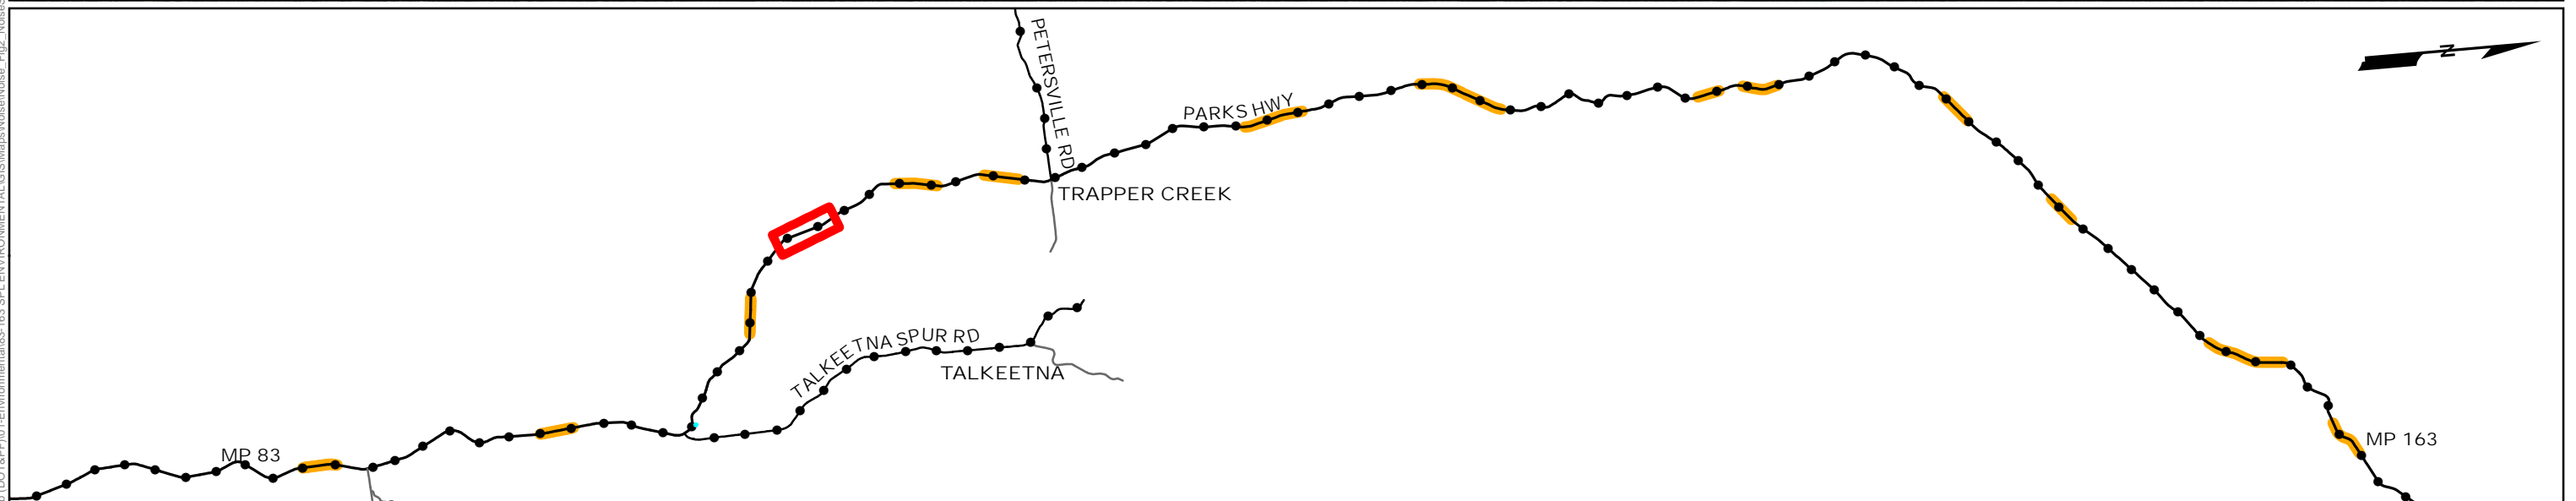 PETERSVILLE RD
N
PARKS HWY
TRAPPER CREEK
TALKEETNA SPUR RD
TALKEETNA
MP 83
MP 163